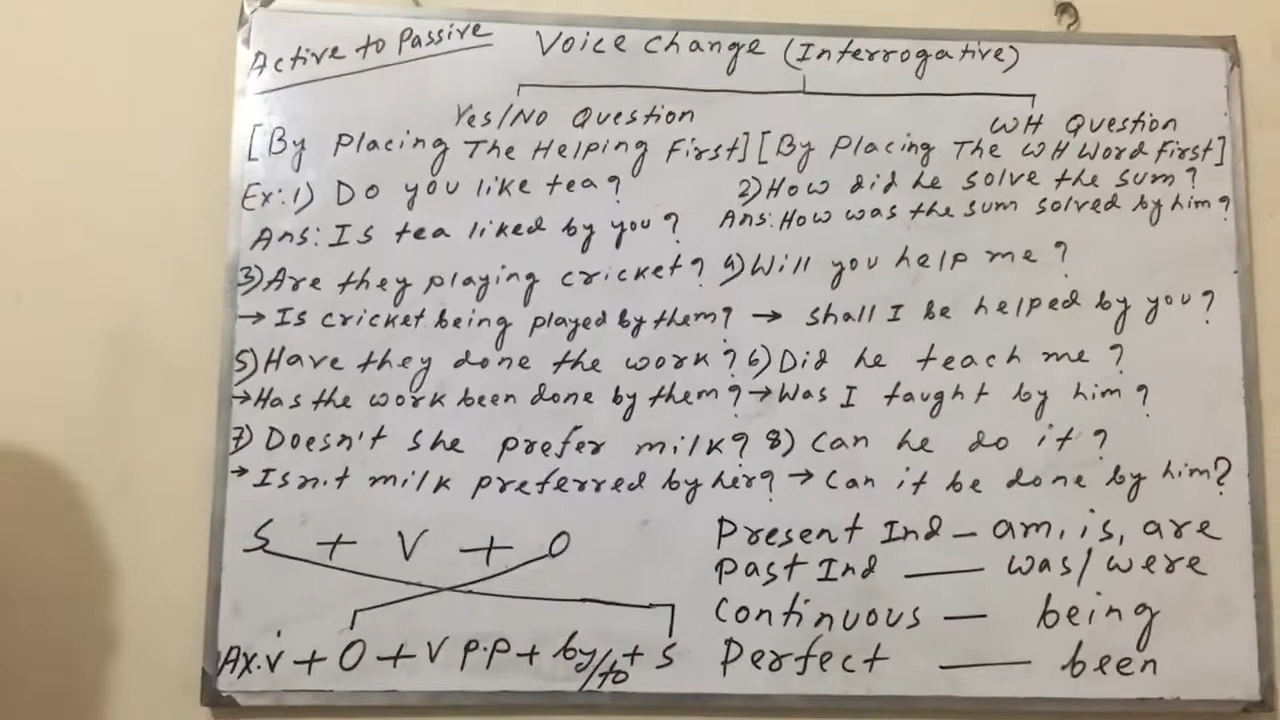 Active to Passive Voice change (Interrogative)
Yes/No Question WH Question
[By Placing The Helping First] [By Placing The WH Word First]
Ex: 1) Do you like tea? 2) How did he solve the sum?
Ans: Is tea liked by you? Ans: How was the sum solved by him?
3) Are they playing cricket? 4) Will you help me?
→ Is cricket being played by them? → Shall I be helped by you?
5) Have they done the work? 6) Did he teach me?
→ Has the work been done by them? → Was I taught by him?
7) Doesn't she prefer milk? 8) Can he do it?
→ Isn't milk preferred by her? → Can it be done by him?
S + V + O
Ax.v + O + V P.P + by/to + S
Present Ind – am, is, are
Past Ind — was/were
Continuous — being
Perfect — been